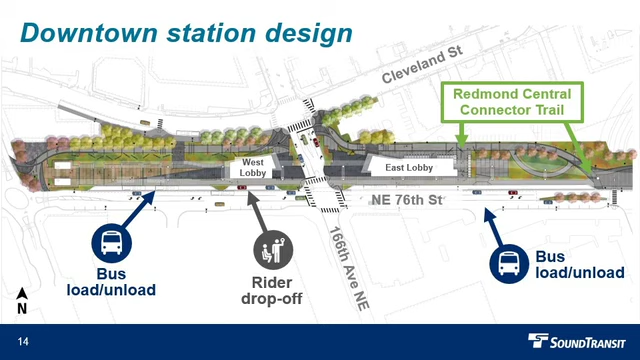 Downtown station design
Cleveland St
Redmond Central
Connector Trail
West
Lobby
East Lobby
NE 76th St
166th Ave NE
Bus
load/unload
Rider
drop-off
Bus
load/unload
N
14
SOUNDTRANSIT